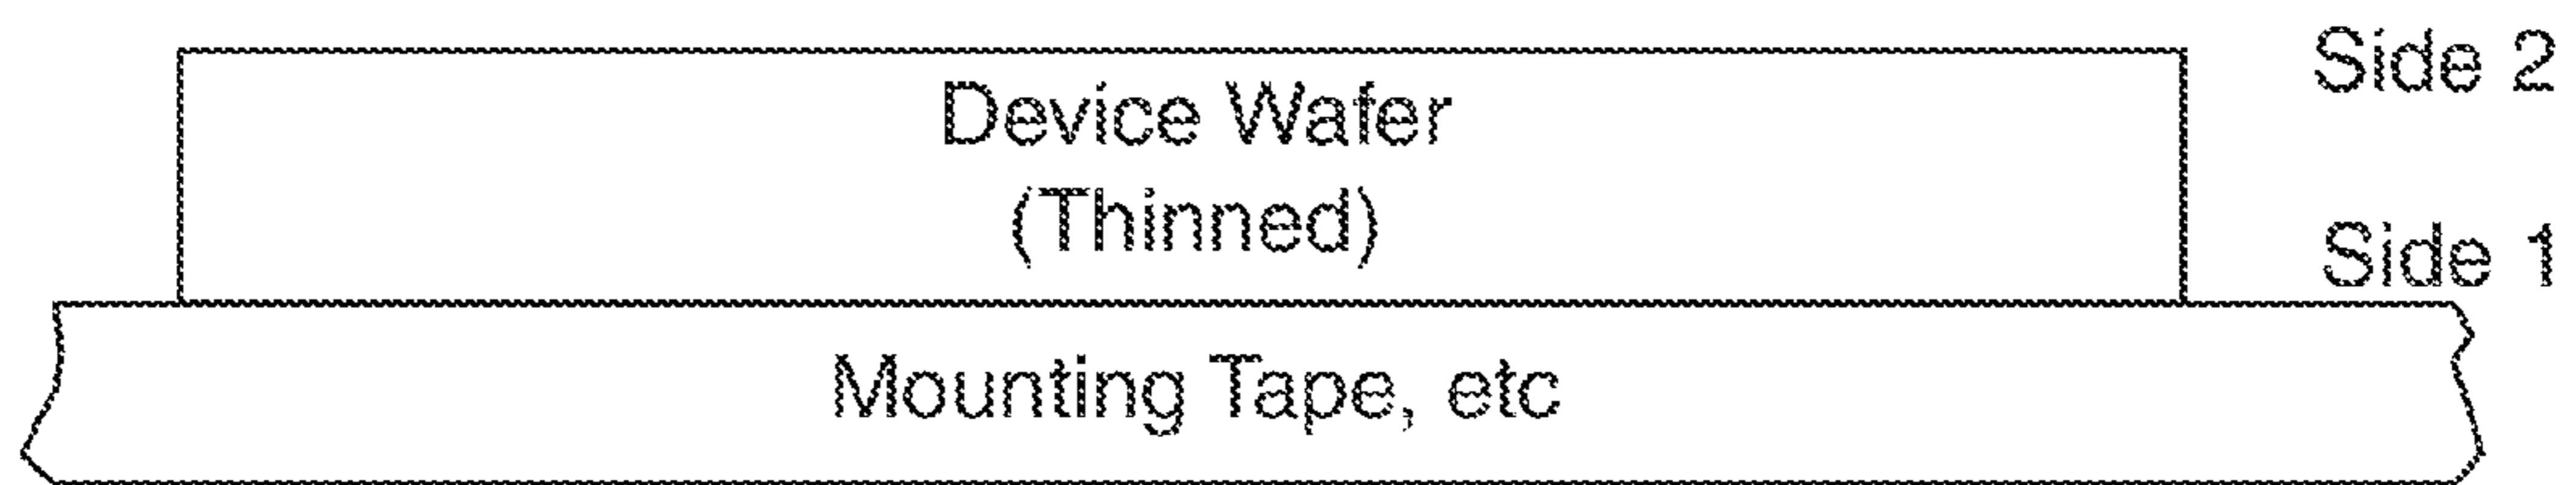 Side 2
Device Wafer
(Thinned)
Side 1
Mounting Tape, etc